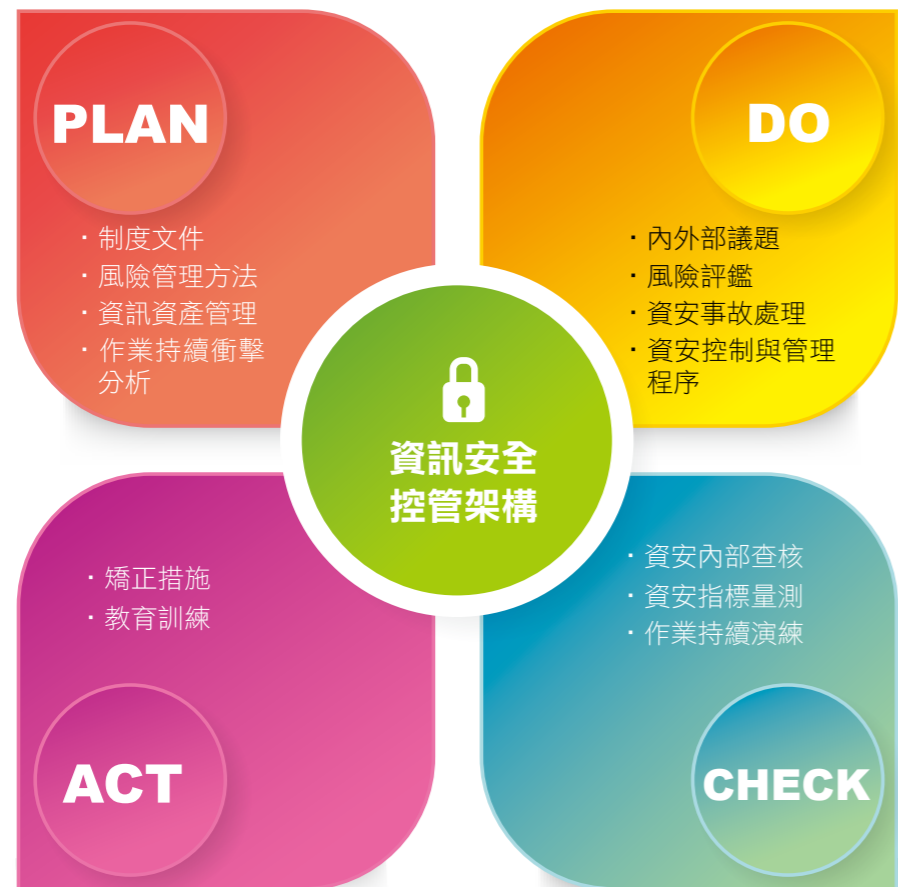 PLAN
・制度文件
・風險管理方法
・資訊資產管理
・作業持續衝擊
分析
DO
・內外部議題
・風險評鑑
・資安事故處理
・資安控制與管理
程序
資訊安全
控管架構
・矯正措施
・教育訓練
ACT
・資安內部查核
・資安指標量測
・作業持續演練
CHECK